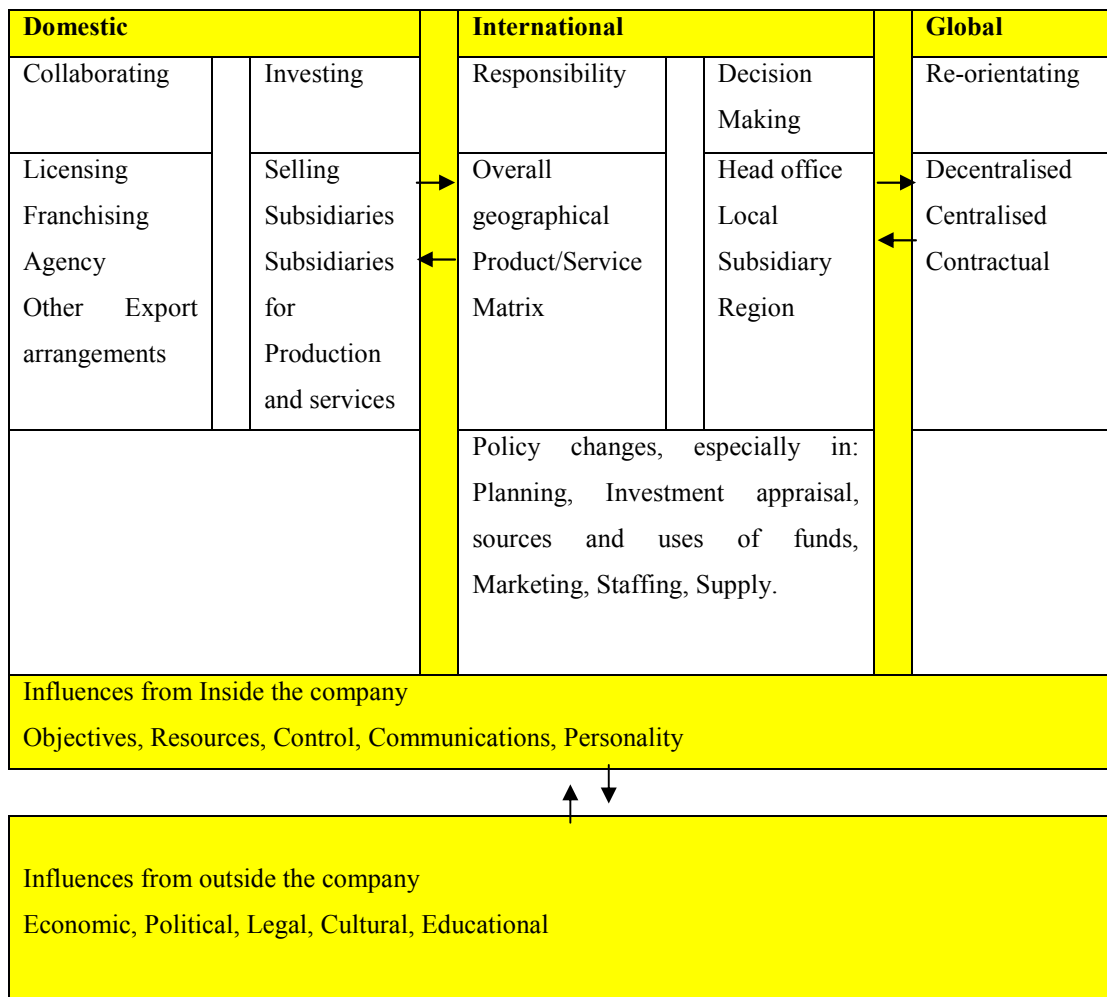 Domestic
International
Global
Collaborating
Investing
Responsibility
Decision
Making
Re-orientating
Licensing
Franchising
Agency
Other Export
arrangements
Selling
Subsidiaries
Subsidiaries
for
Production
and services
Overall
geographical
Product/Service
Matrix
Head office
Local
Subsidiary
Region
Decentralised
Centralised
Contractual
Policy changes, especially in:
Planning, Investment appraisal,
sources and uses of funds,
Marketing, Staffing, Supply.
Influences from Inside the company
Objectives, Resources, Control, Communications, Personality
Influences from outside the company
Economic, Political, Legal, Cultural, Educational